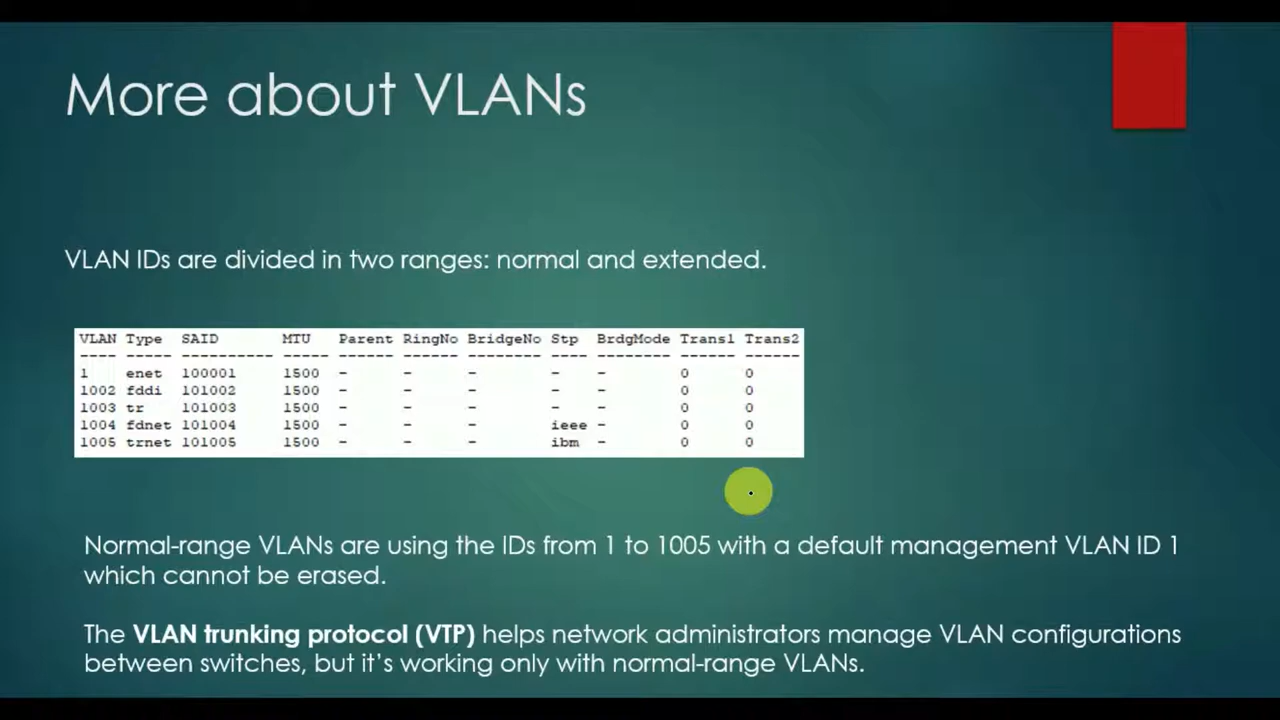 More about VLANs
VLAN IDs are divided in two ranges: normal and extended.
VLAN Type SAID MTU Parent RingNo BridgeNo Stp BrdgMode Trans1 Trans2
---- ----- ---------- ----- ------ ------ -------- ---- -------- ------ ------
1 enet 100001 1500 - - - - - 0 0
1002 fddi 101002 1500 - - - - - 0 0
1003 tr 101003 1500 - - - - - 0 0
1004 fdnet 101004 1500 - - - ieee - 0 0
1005 trnet 101005 1500 - - - ibm - 0 0
Normal-range VLANs are using the IDs from 1 to 1005 with a default management VLAN ID 1
which cannot be erased.
The VLAN trunking protocol (VTP) helps network administrators manage VLAN configurations
between switches, but it's working only with normal-range VLANs.